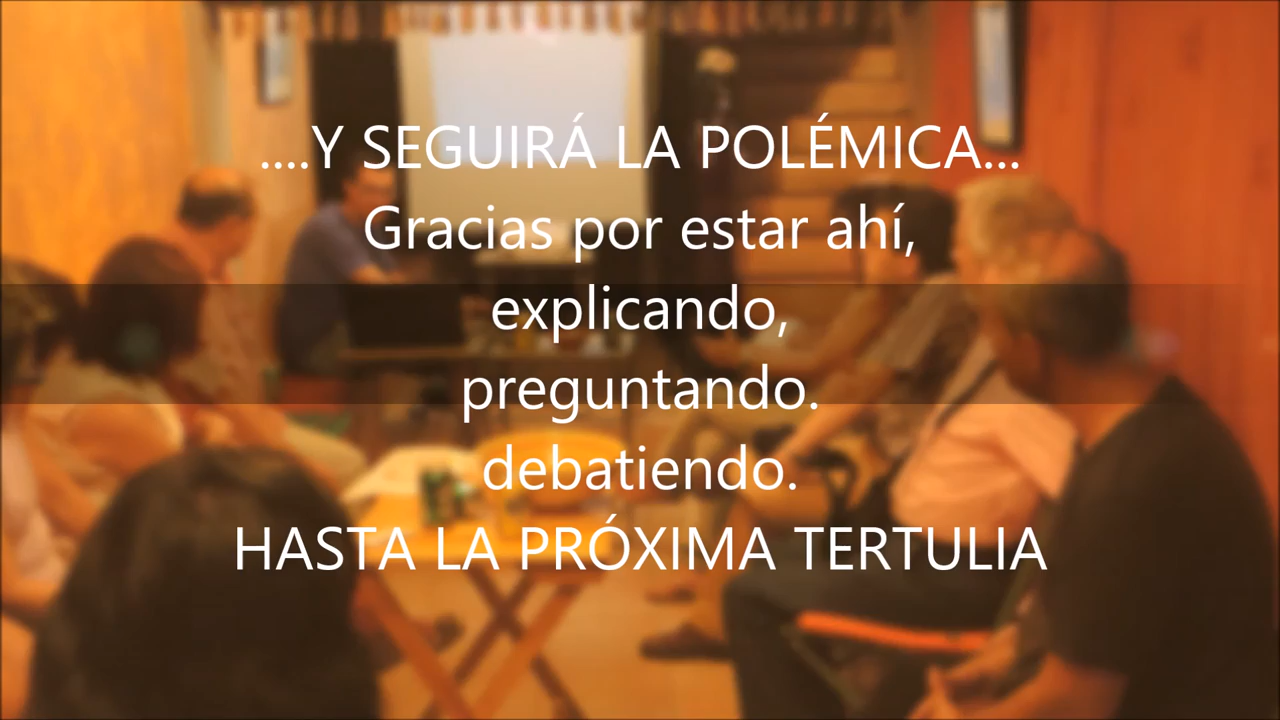 ....Y SEGUIRÁ LA POLÉMICA...
Gracias por estar ahí,
explicando,
preguntando.
debatiendo.
HASTA LA PRÓXIMA TERTULIA